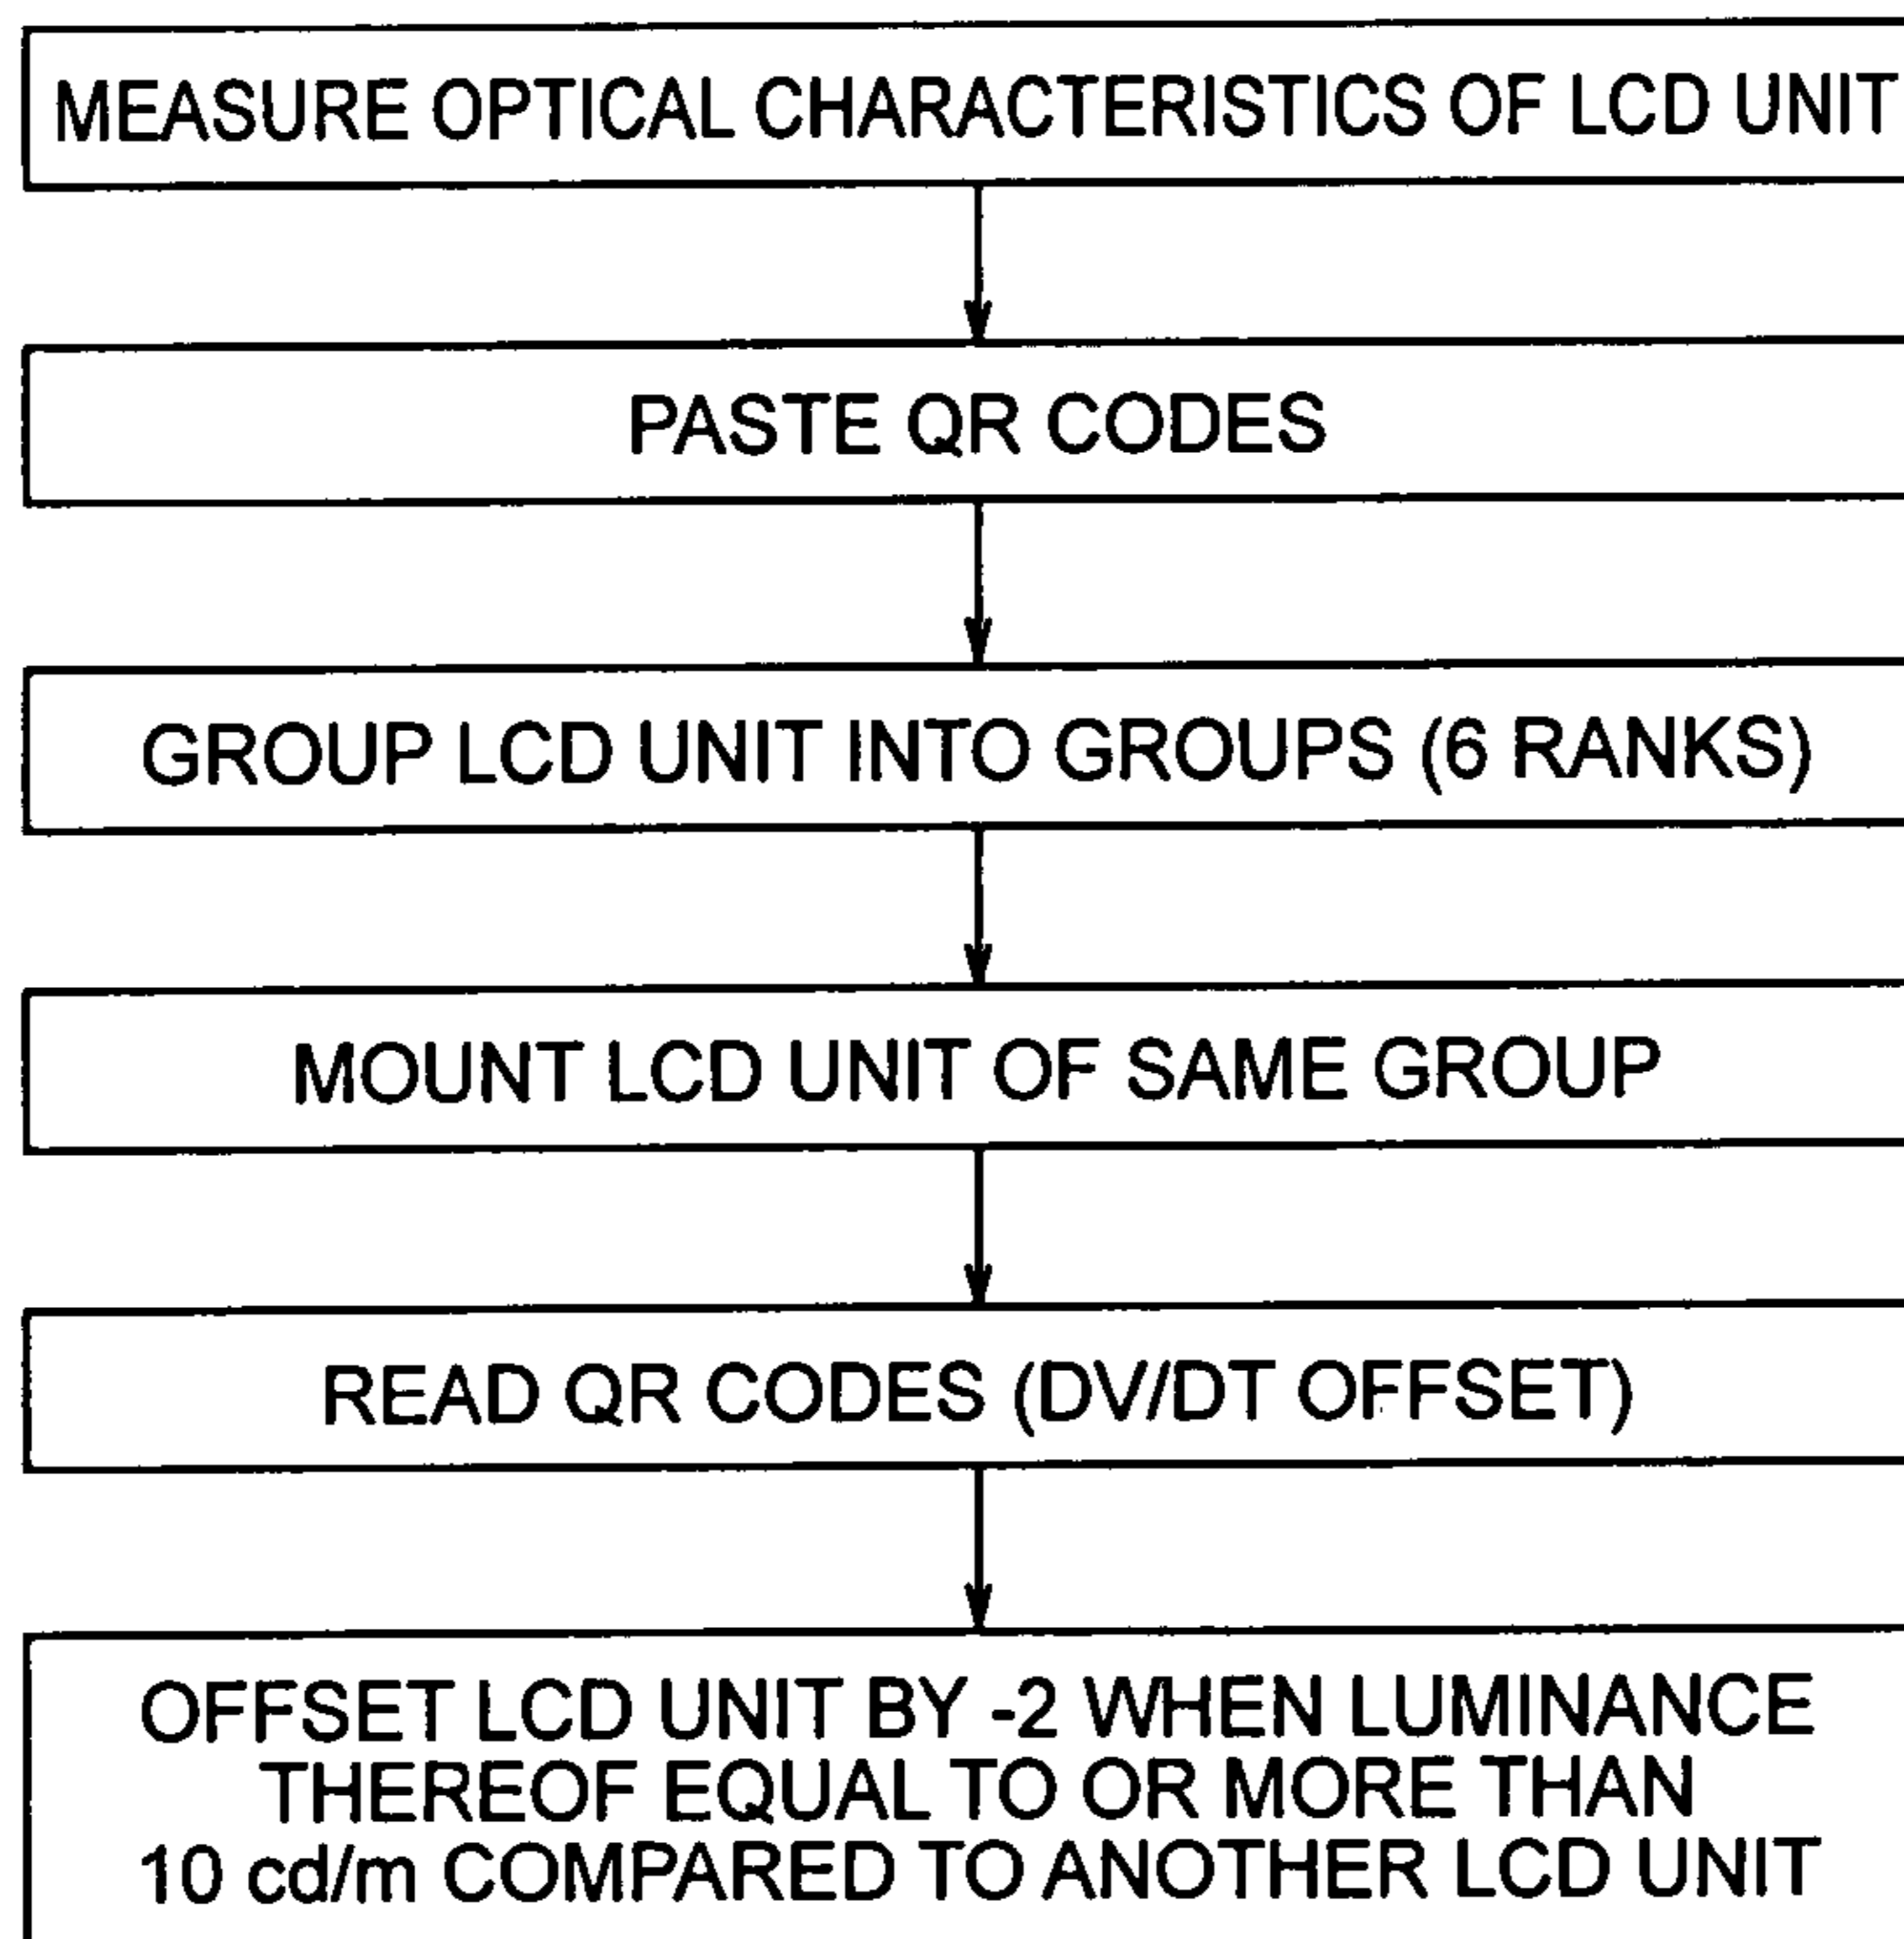 MEASURE OPTICAL CHARACTERISTICS OF LCD UNIT
PASTE QR CODES
GROUP LCD UNIT INTO GROUPS (6 RANKS)
MOUNT LCD UNIT OF SAME GROUP
READ QR CODES (DV/DT OFFSET)
OFFSET LCD UNIT BY -2 WHEN LUMINANCE
THEREOF EQUAL TO OR MORE THAN
10 cd/m COMPARED TO ANOTHER LCD UNIT